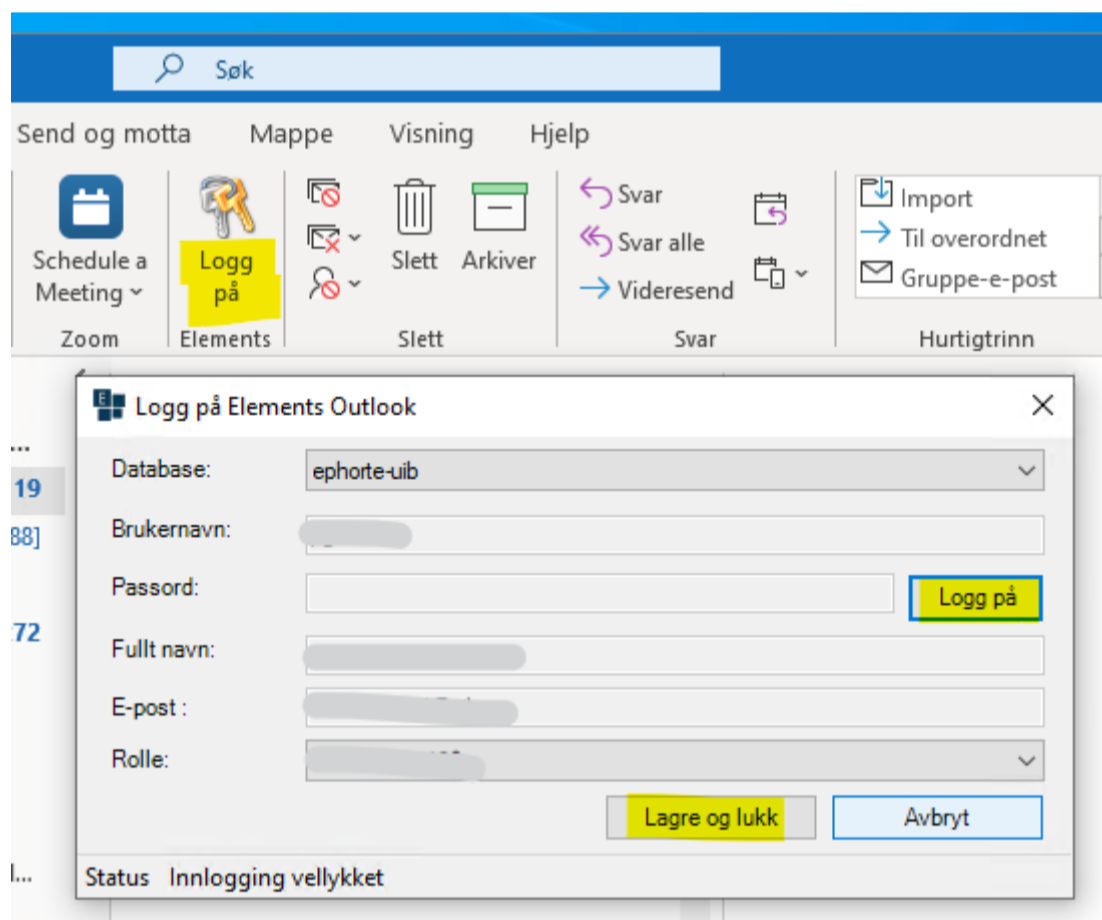 Søk
Send og motta Mappe Visning Hjelp
Schedule a
Meeting
Zoom
Logg
på
Elements
Slett Arkiver
Slett
Svar
Svar alle
Videresend
Svar
Import
Til overordnet
Gruppe-e-post
Hurtigtrinn
...
19
88]
72
...
E
Logg på Elements Outlook
Database: ephorte-uib
Brukernavn:
Passord: Logg på
Fullt navn:
E-post :
Rolle:
Lagre og lukk Avbryt
Status Innlogging vellykket